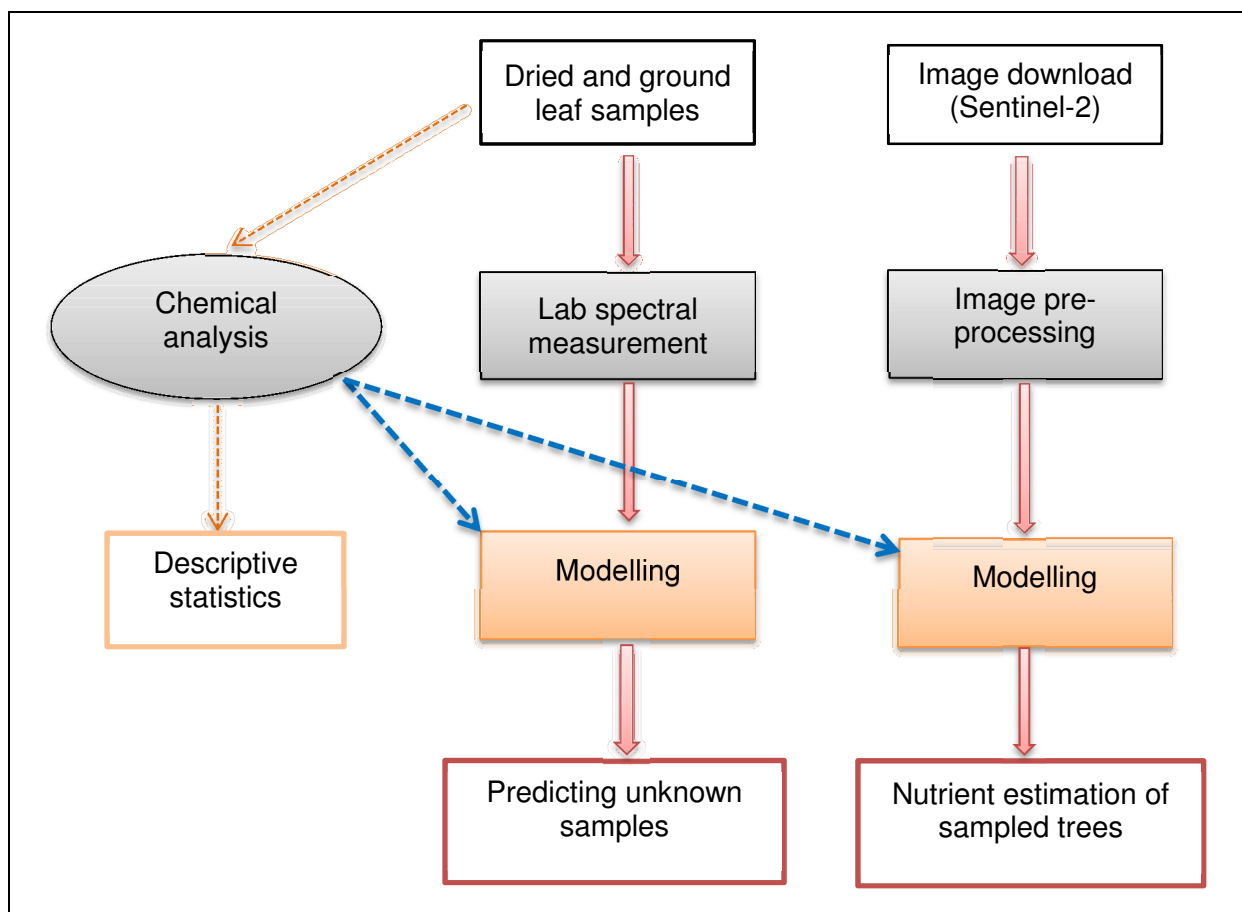 Dried and ground
leaf samples
Image download
(Sentinel-2)
Chemical
analysis
Lab spectral
measurement
Image pre-
processing
Descriptive
statistics
Modelling
Modelling
Predicting unknown
samples
Nutrient estimation of
sampled trees